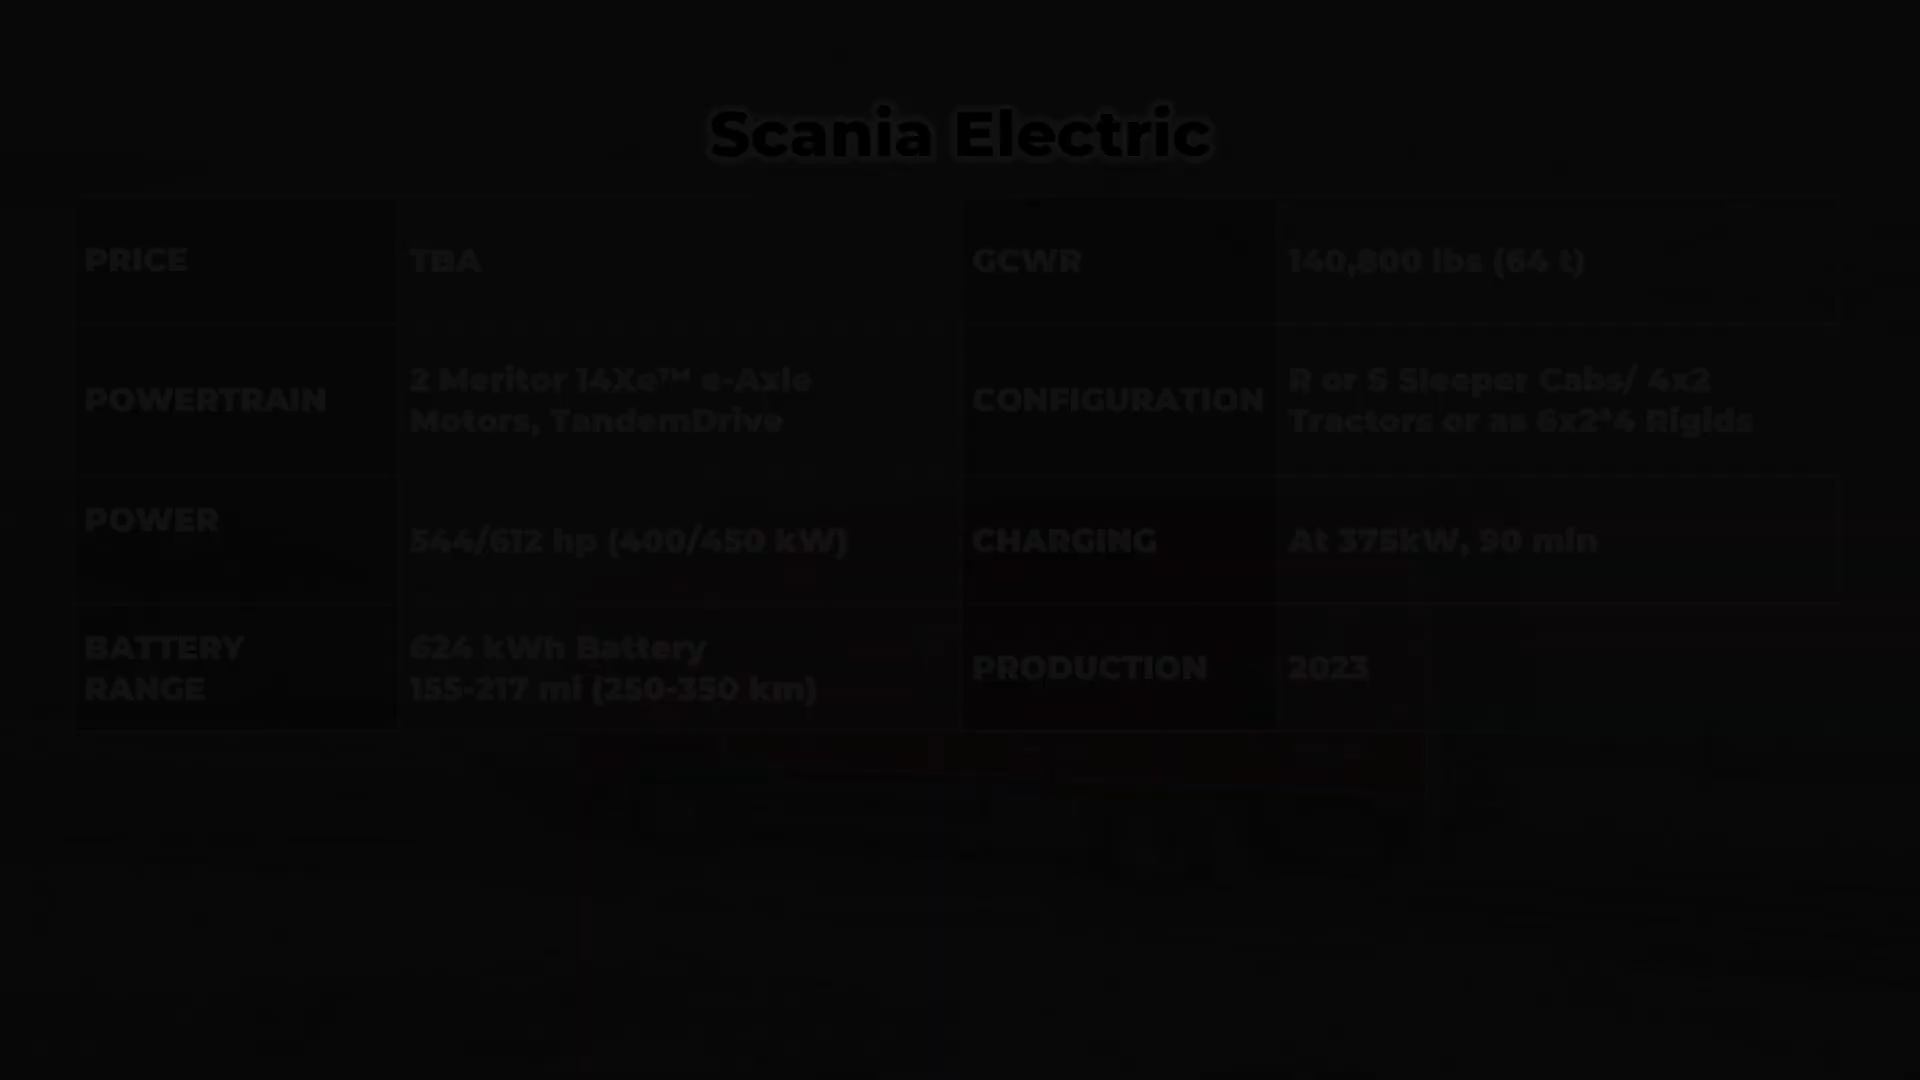 Scania Electric
PRICE
TBA
GCWR
140,800 lbs (64 t)
POWERTRAIN
2 Meritor 14Xe™ e-Axle
Motors, TandemDrive
CONFIGURATION
R or S Sleeper Cabs/ 4x2
Tractors or as 6x2*4 Rigids
POWER
544/612 hp (400/450 kW)
CHARGING
At 375kW, 90 min
BATTERY
RANGE
624 kWh Battery
155-217 mi (250-350 km)
PRODUCTION
2023